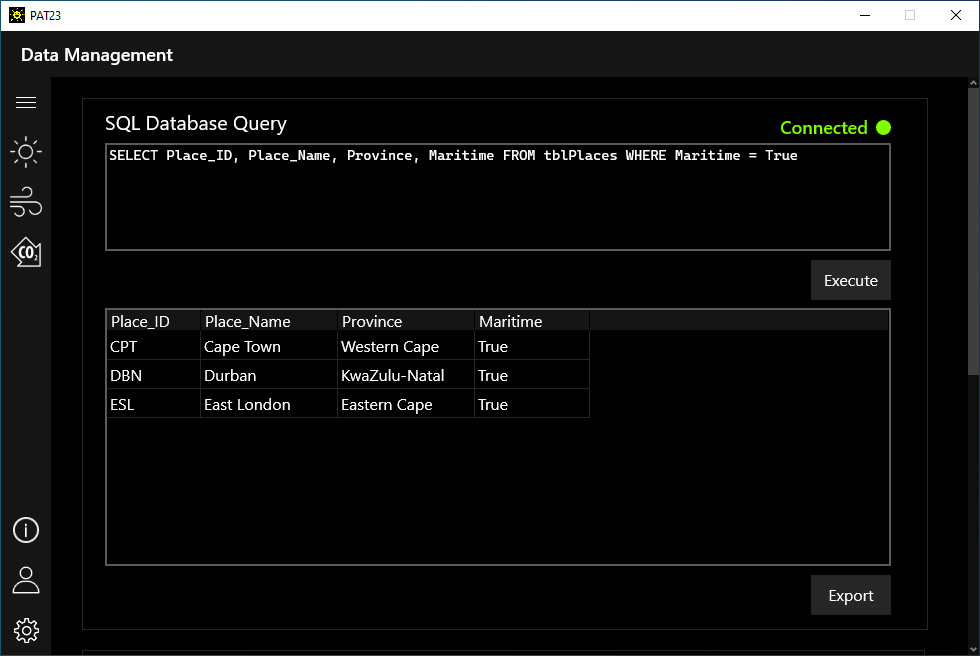 PAT23
Data Management
SQL Database Query
Connected
SELECT Place_ID, Place_Name, Province, Maritime FROM tblPlaces WHERE Maritime = True
CO2
Execute
Place_ID Place_Name Province Maritime
CPT Cape Town Western Cape True
DBN Durban KwaZulu-Natal True
ESL East London Eastern Cape True
Export